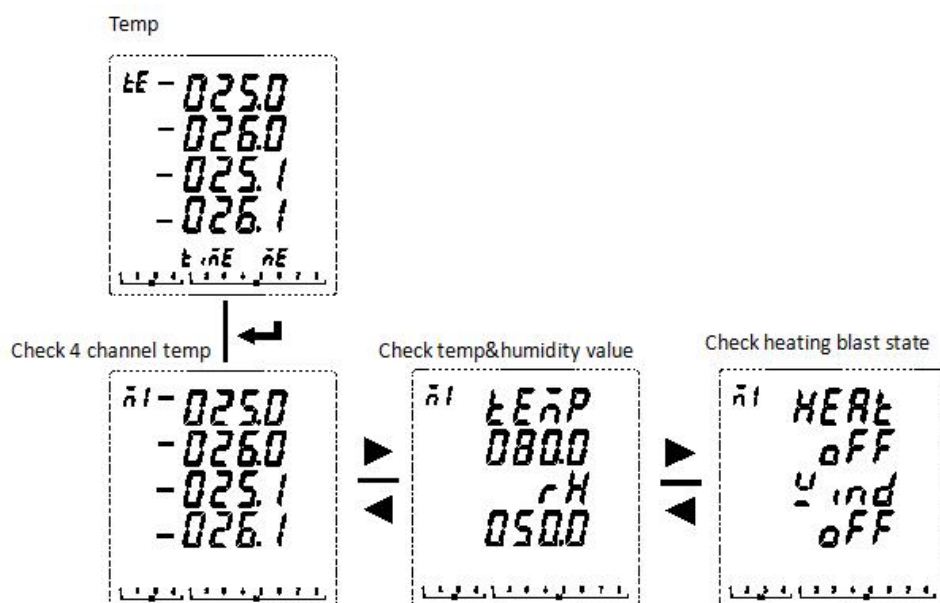 Temp
tE -025.0
-026.0
-025.1
-026.1
Check 4 channel temp
Check temp&humidity value
Check heating blast state
-025.0
-026.0
-025.1
-026.1
080.0
rH
050.0
HEAt
oFF
oFF